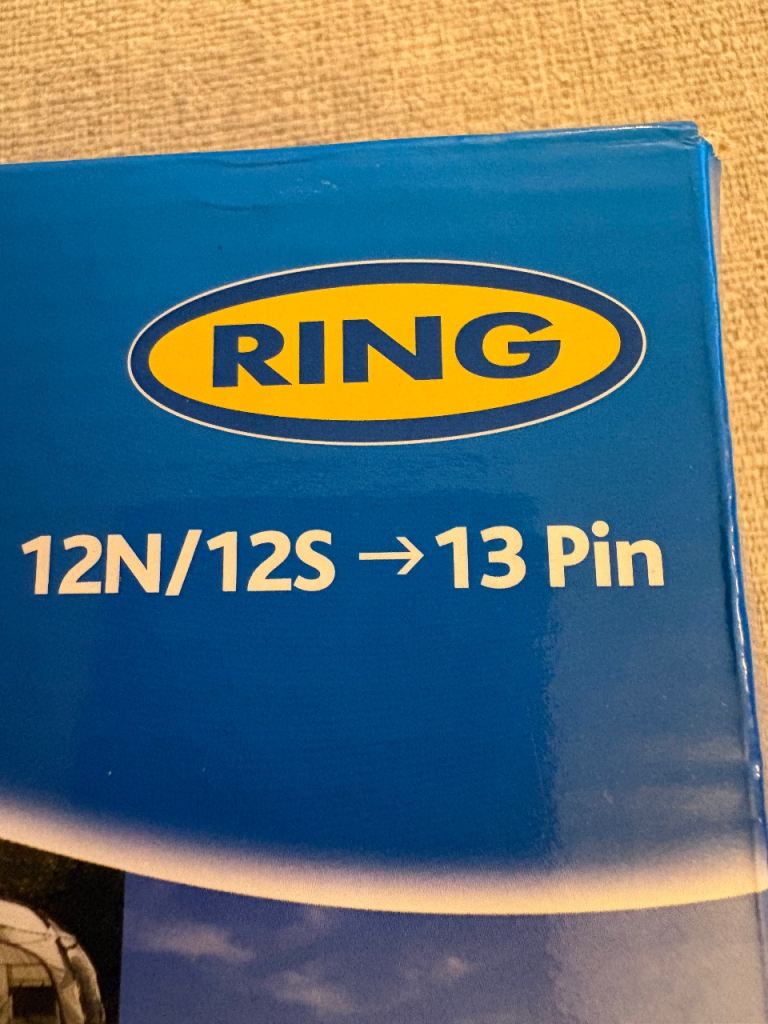 RING
12N/12S → 13 Pin